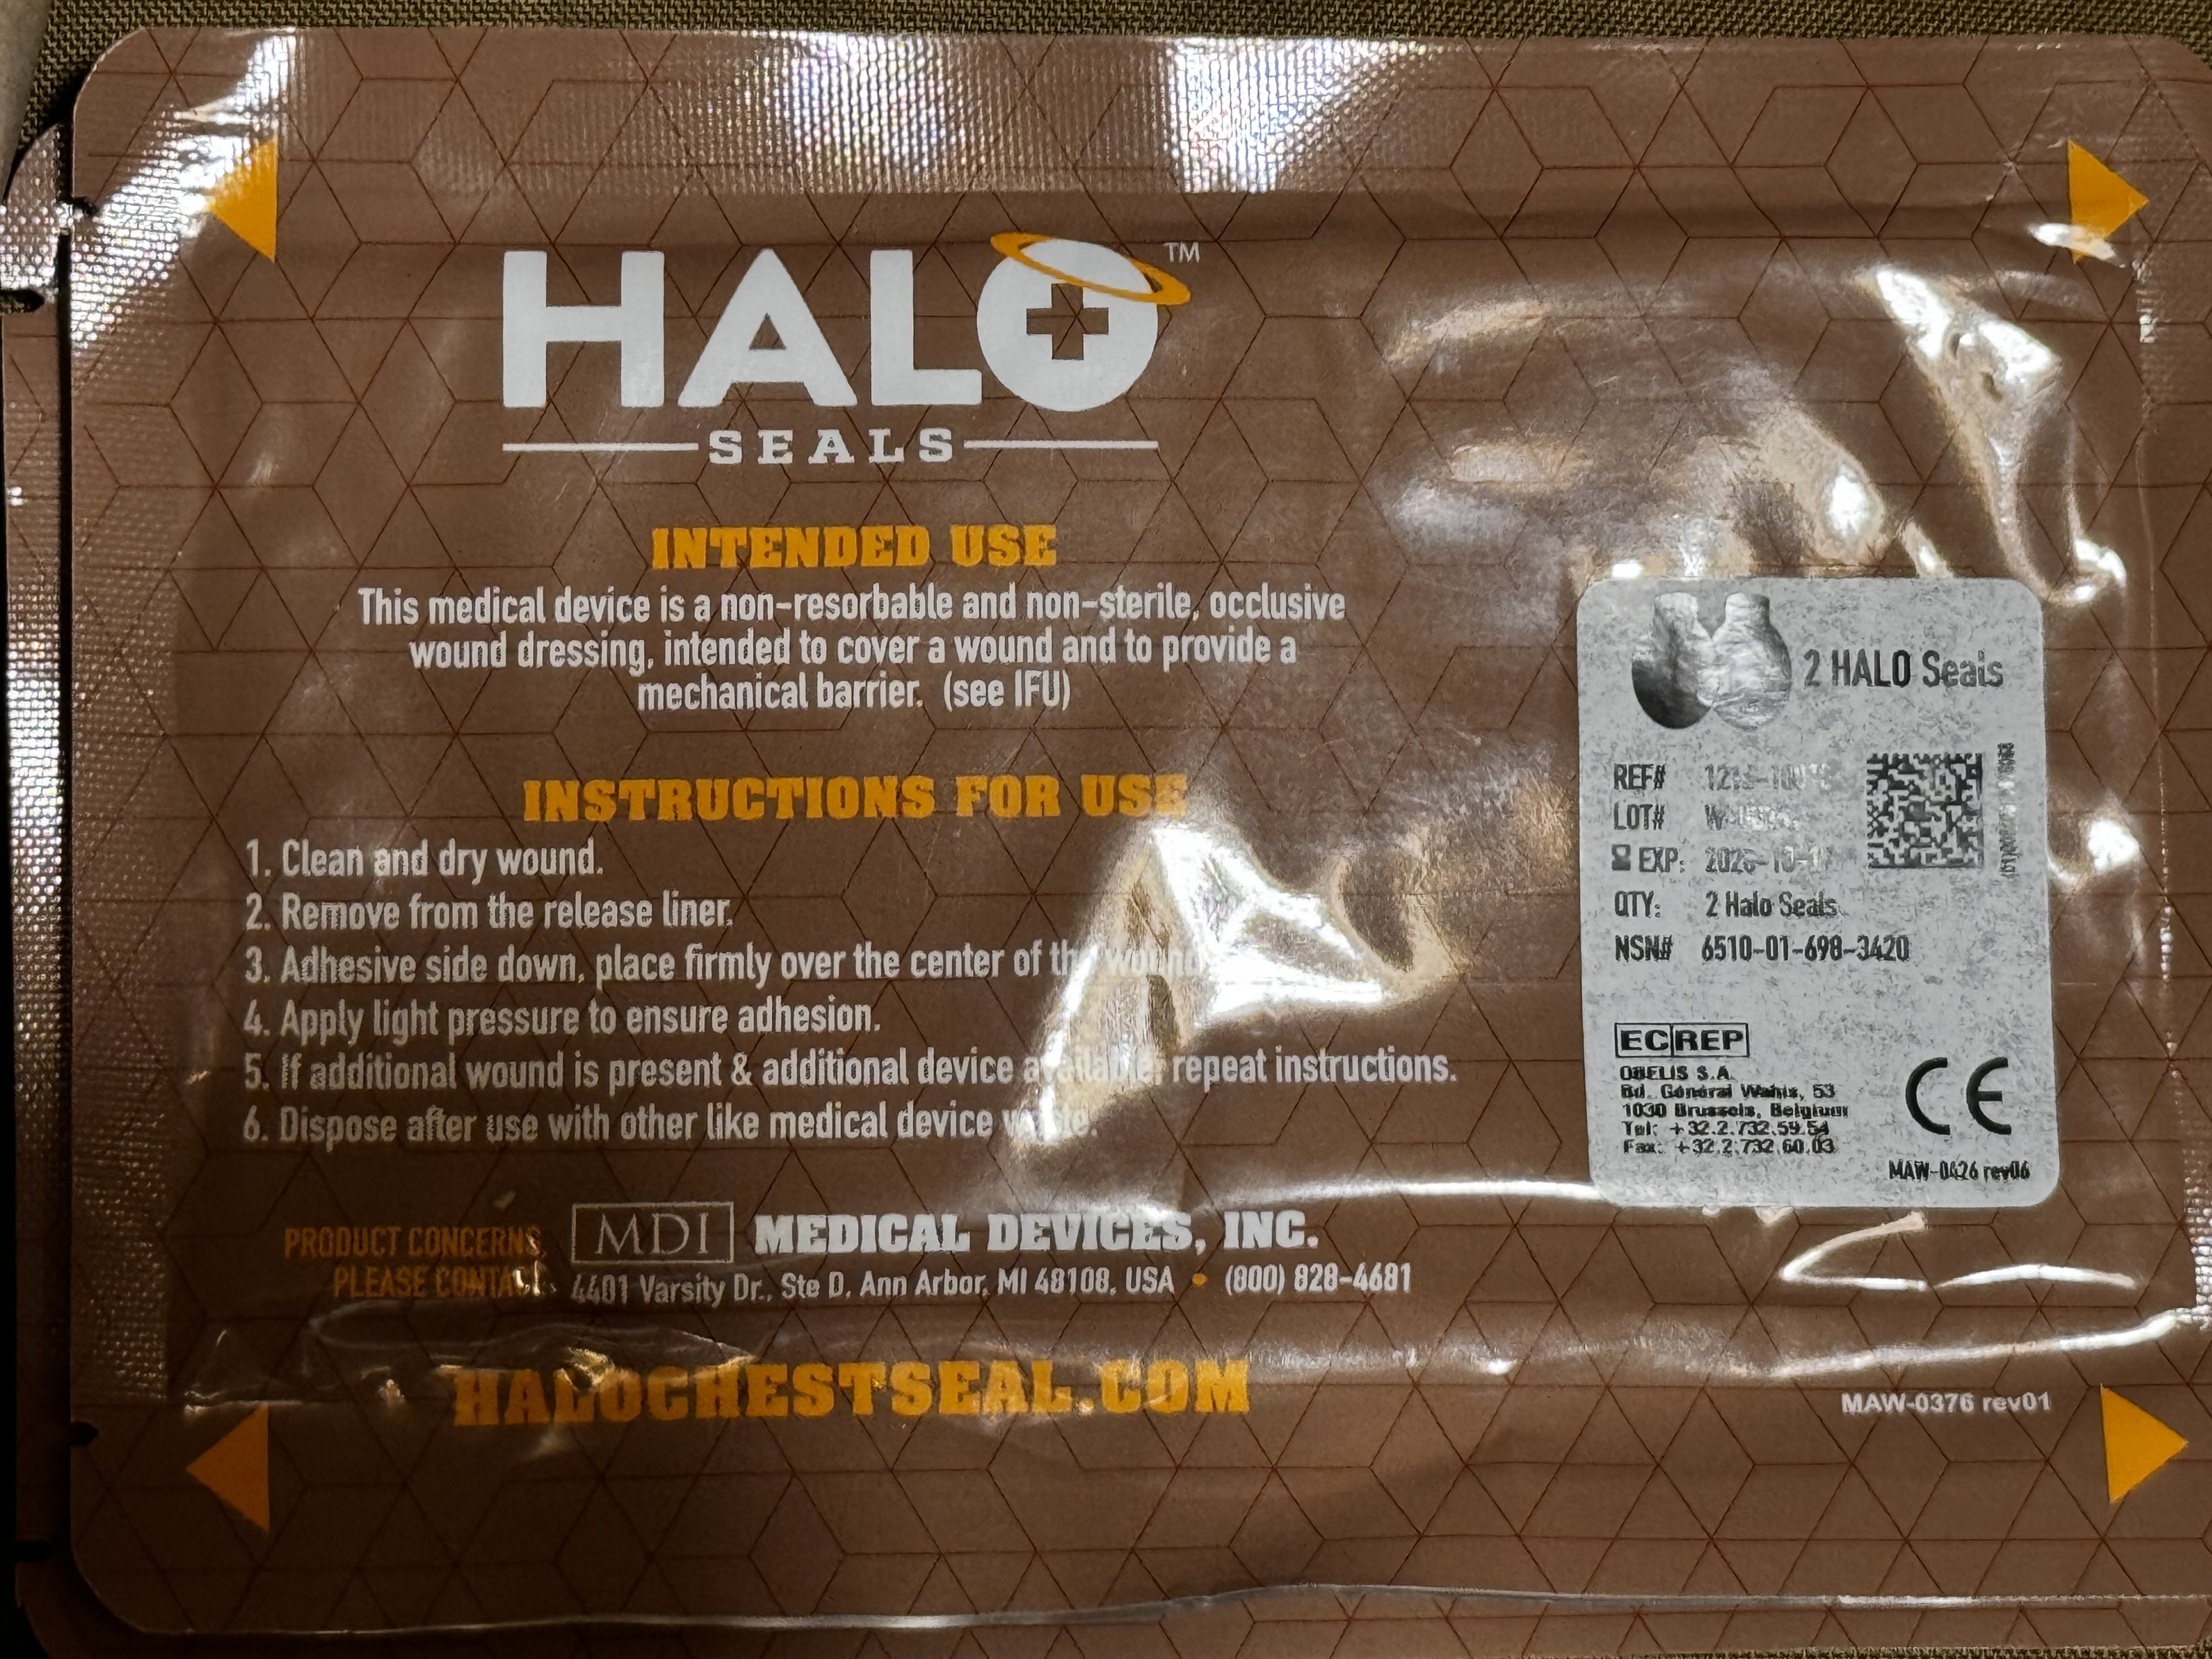 HALO™
SEALS
INTENDED USE
This medical device is a non-resorbable and non-sterile, occlusive
wound dressing, intended to cover a wound and to provide a
mechanical barrier. (see IFU)
INSTRUCTIONS FOR USE
1. Clean and dry wound.
2. Remove from the release liner.
3. Adhesive side down, place firmly over the center of the wound.
4. Apply light pressure to ensure adhesion.
5. If additional wound is present & additional device available, repeat instructions.
6. Dispose after use with other like medical device waste.
PRODUCT CONCERNS
PLEASE CONTACT:
MDI MEDICAL DEVICES, INC.
4401 Varsity Dr., Ste D, Ann Arbor, MI 48108, USA • (800) 828-4681
HALOCHESTSEAL.COM
2 HALO Seals
REF#
LOT#
EXP:
QTY: 2 Halo Seals
NSN# 6510-01-698-3420
EC REP
OBELIS S.A.
Bd. Général Wahis, 53
1030 Brussels, Belgium
Tel: +32.2.732.59.54
Fax: +32.2.732.60.03
CE
MAW-0426 rev06
MAW-0376 rev01